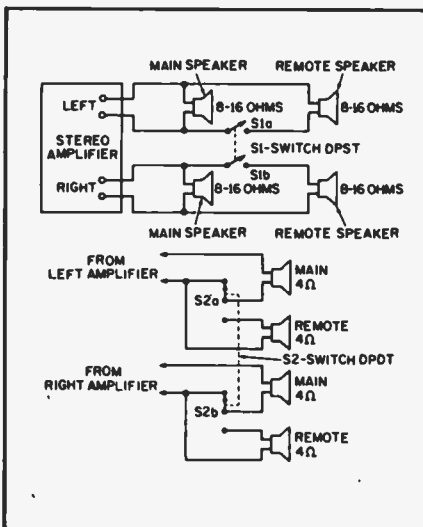 MAIN SPEAKER
REMOTE SPEAKER
LEFT
8-16 OHMS
S1a
8-16 OHMS
STEREO
AMPLIFIER
S1-SWITCH DPST
RIGHT
S1b
8-16 OHMS
8-16 OHMS
MAIN SPEAKER
REMOTE SPEAKER
FROM
LEFT AMPLIFIER
MAIN
4Ω
S2a
REMOTE
4Ω
S2-SWITCH DPDT
FROM
RIGHT AMPLIFIER
MAIN
4Ω
S2b
REMOTE
4Ω